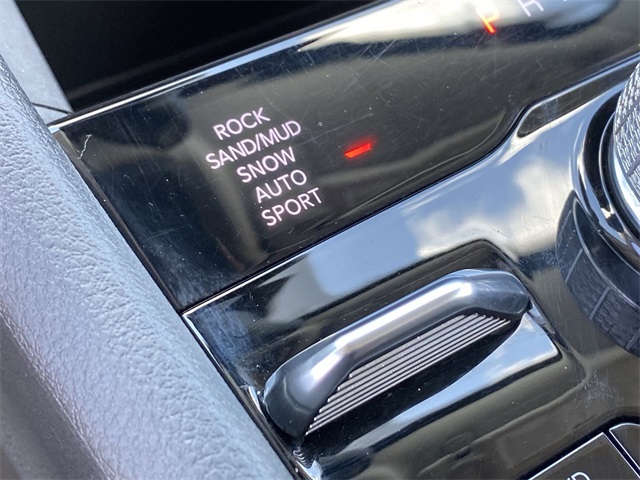 P R
ROCK
SAND/MUD
SNOW
AUTO
SPORT